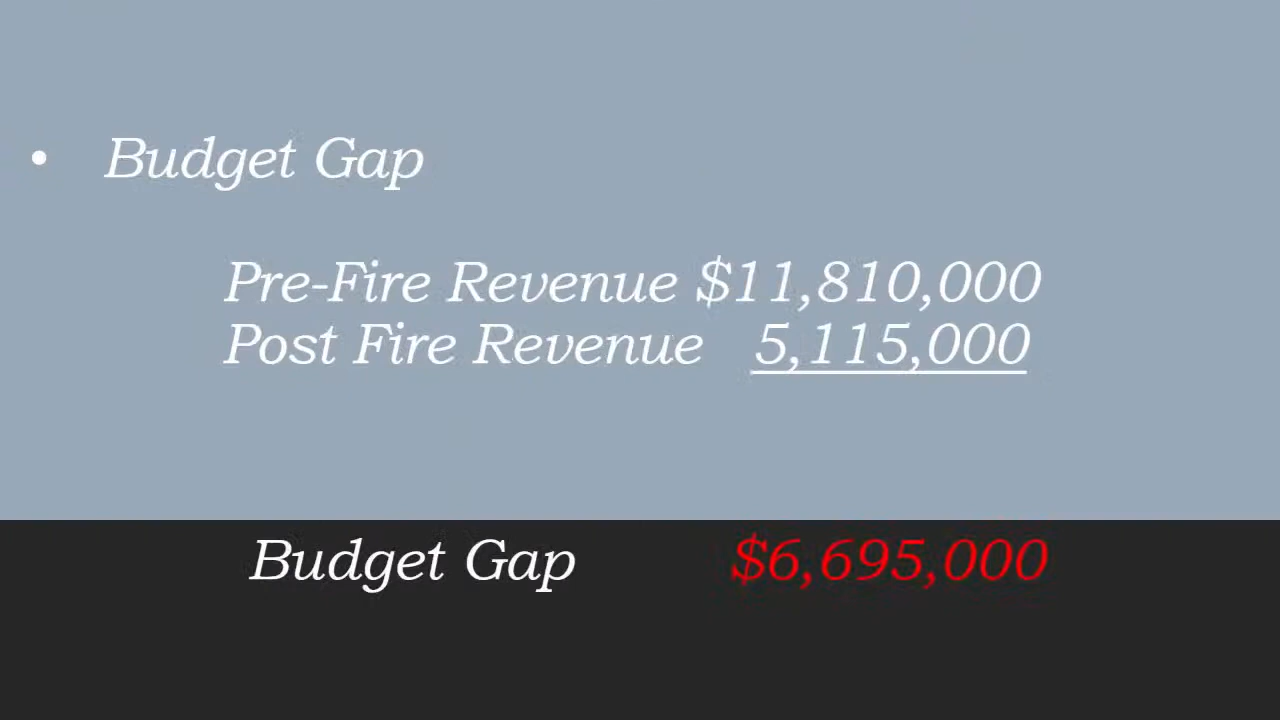 • Budget Gap
Pre-Fire Revenue $11,810,000
Post Fire Revenue 5,115,000
Budget Gap $6,695,000